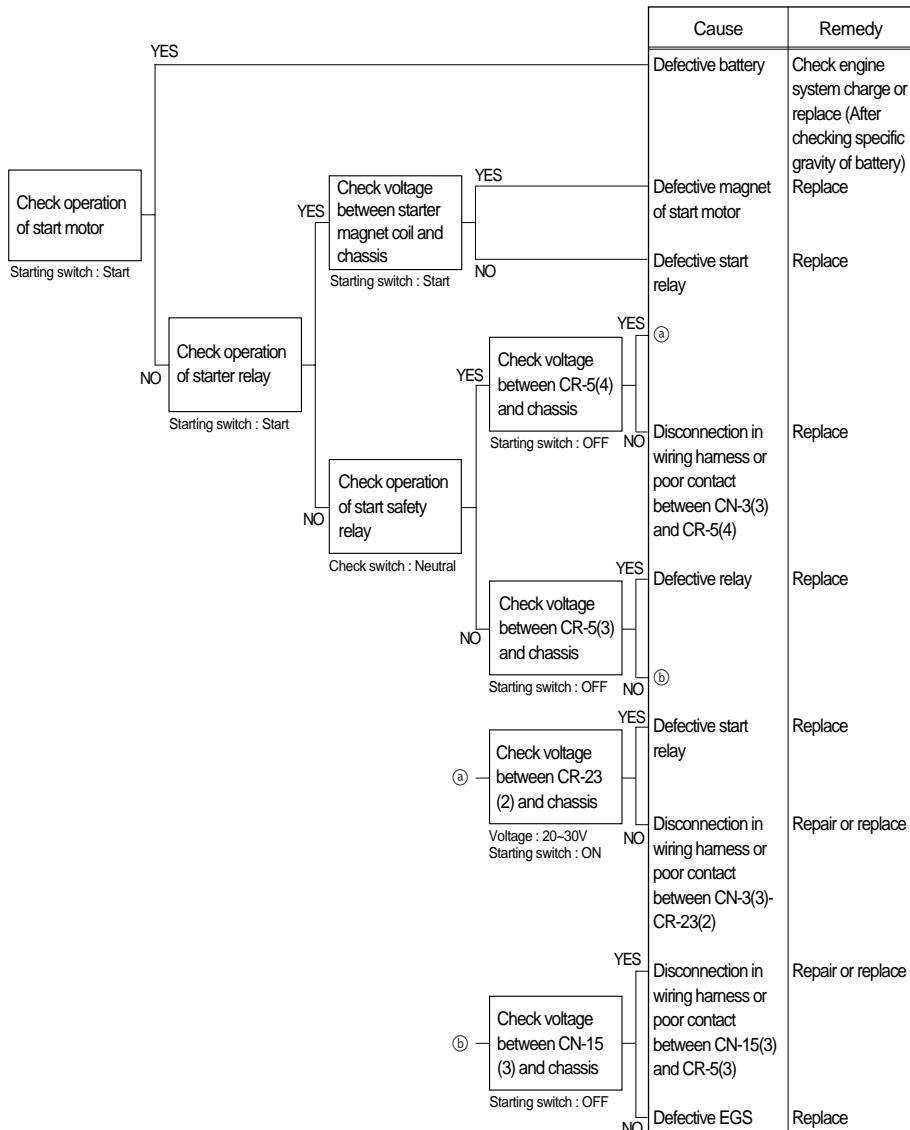 Cause Remedy
YES
Defective battery
Check engine
system charge or
replace (After
checking specific
gravity of battery)
Check operation
of start motor
Starting switch : Start
YES
Check voltage
between starter
magnet coil and
chassis
Starting switch : Start
YES
Defective magnet
of start motor
Replace
NO
Defective start
relay
Replace
NO
Check operation
of starter relay
Starting switch : Start
YES
Check voltage
between CR-5(4)
and chassis
Starting switch : OFF
YES
ⓐ
NO
Disconnection in
wiring harness or
poor contact
between CN-3(3)
and CR-5(4)
Replace
NO
Check operation
of start safety
relay
Check switch : Neutral
NO
Check voltage
between CR-5(3)
and chassis
Starting switch : OFF
YES
Defective relay
Replace
NO
ⓑ
ⓐ
Check voltage
between CR-23
(2) and chassis
Voltage : 20~30V
Starting switch : ON
YES
Defective start
relay
Replace
NO
Disconnection in
wiring harness or
poor contact
between CN-3(3)-
CR-23(2)
Repair or replace
ⓑ
Check voltage
between CN-15
(3) and chassis
Starting switch : OFF
YES
Disconnection in
wiring harness or
poor contact
between CN-15(3)
and CR-5(3)
Repair or replace
NO
Defective EGS
Replace